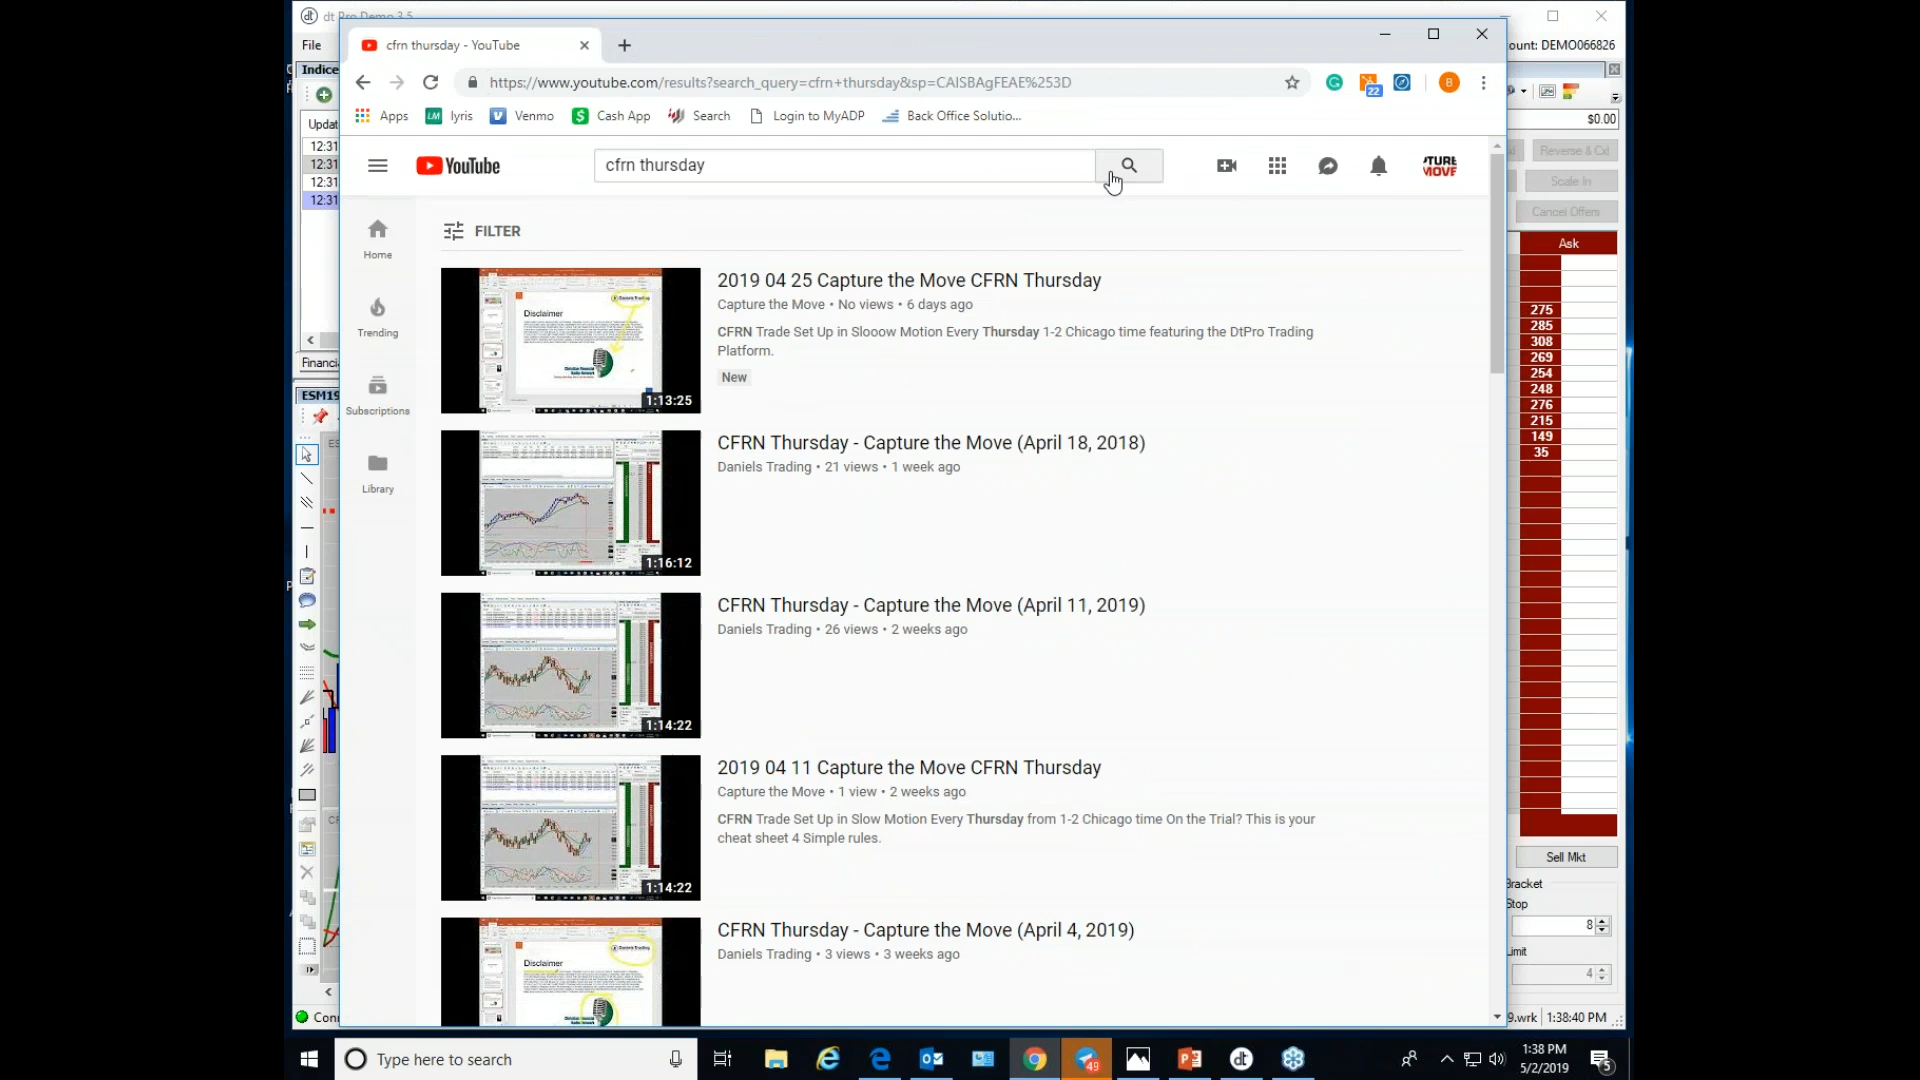 dt Pro Demo 3.5
File
ount: DEMO066826
cfrn thursday - YouTube
https://www.youtube.com/results?search_query=cfrn+thursday&sp=CAISBAgFEAE%253D
22
B
Apps
lyris
Venmo
Cash App
Search
Login to MyADP
Back Office Solutio...
Indice
Updat
12:31
12:31
12:31
12:31
Financi
ESM19
$0.00
Reverse & Cxl
Scale In
Cancel Offers
Ask
275
285
308
269
254
248
276
215
149
35
Sell Mkt
Bracket
Stop
8
Limit
4
YouTube
cfrn thursday
TURE
MOVE
Home
Trending
Subscriptions
Library
FILTER
Disclaimer
1:13:25
2019 04 25 Capture the Move CFRN Thursday
Capture the Move • No views • 6 days ago
CFRN Trade Set Up in Slooow Motion Every Thursday 1-2 Chicago time featuring the DtPro Trading
Platform.
New
1:16:12
CFRN Thursday - Capture the Move (April 18, 2018)
Daniels Trading • 21 views • 1 week ago
1:14:22
CFRN Thursday - Capture the Move (April 11, 2019)
Daniels Trading • 26 views • 2 weeks ago
1:14:22
2019 04 11 Capture the Move CFRN Thursday
Capture the Move • 1 view • 2 weeks ago
CFRN Trade Set Up in Slow Motion Every Thursday from 1-2 Chicago time On the Trial? This is your
cheat sheet 4 Simple rules.
Disclaimer
CFRN Thursday - Capture the Move (April 4, 2019)
Daniels Trading • 3 views • 3 weeks ago
Conn
9.wrk
1:38:40 PM
Type here to search
49
1:38 PM
5/2/2019
5